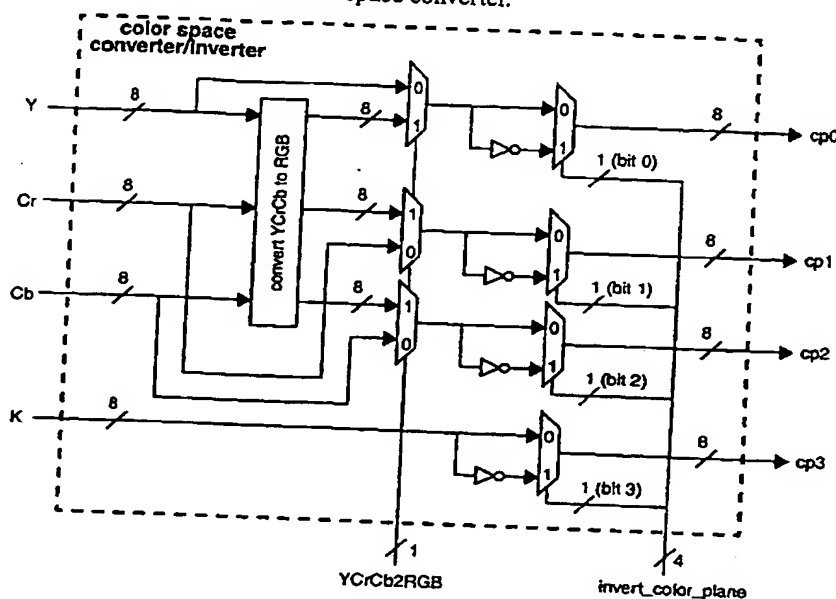 space converter.
color space
converter/inverter
Y
8
8
0
1
0
1
8
cp0
1 (bit 0)
convert YCrCb to RGB
Cr
8
8
1
0
0
1
8
cp1
1 (bit 1)
Cb
8
8
1
0
0
1
8
cp2
1 (bit 2)
K
8
0
1
8
cp3
1 (bit 3)
1
YCrCb2RGB
4
invert_color_plane